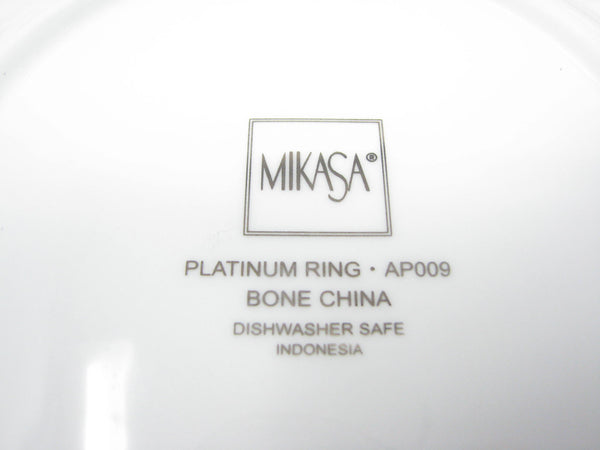 MIKASA®
PLATINUM RING · AP009
BONE CHINA
DISHWASHER SAFE
INDONESIA